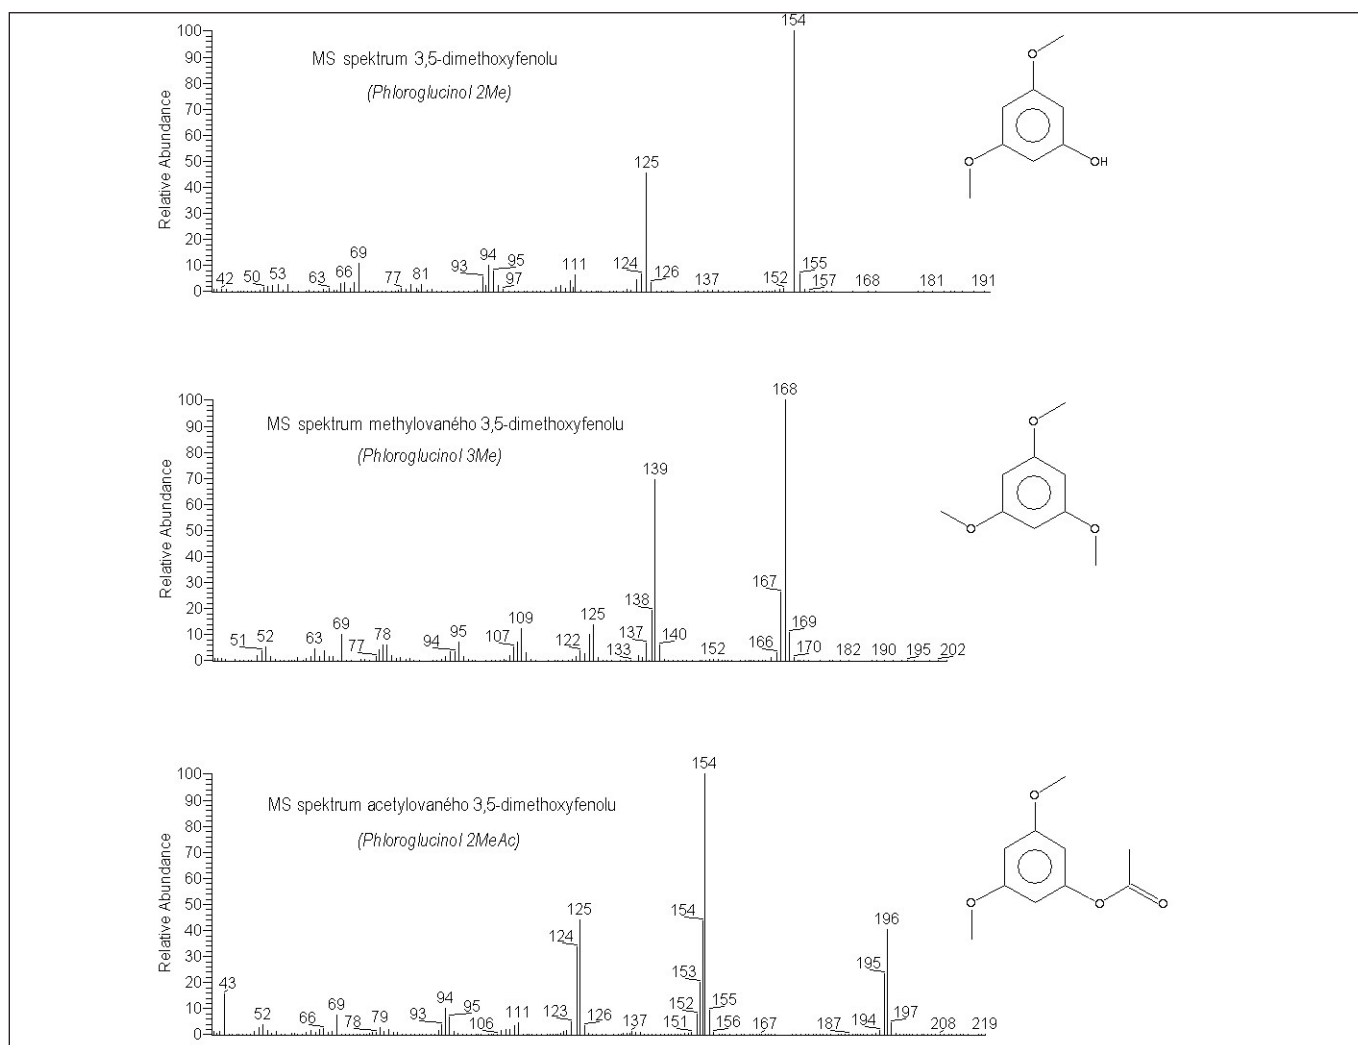 MS spektrum 3,5-dimethoxyfenolu
(Phloroglucinol 2Me)
Relative Abundance
100
90
80
70
60
50
40
30
20
10
0
42 50 53 63 66 69 77 81 93 94 95 97 111 124 125 126 137 152 154 155 157 168 181 191
O
O
OH
MS spektrum methylovaného 3,5-dimethoxyfenolu
(Phloroglucinol 3Me)
Relative Abundance
100
90
80
70
60
50
40
30
20
10
0
51 52 63 69 77 78 94 95 107 109 122 125 133 137 138 139 140 152 166 167 168 169 170 182 190 195 202
O
O
O
MS spektrum acetylovaného 3,5-dimethoxyfenolu
(Phloroglucinol 2MeAc)
Relative Abundance
100
90
80
70
60
50
40
30
20
10
0
43 52 66 69 78 79 93 94 95 106 111 123 124 125 126 137 151 152 153 154 154 155 156 167 187 194 195 196 197 208 219
O
O
O
O